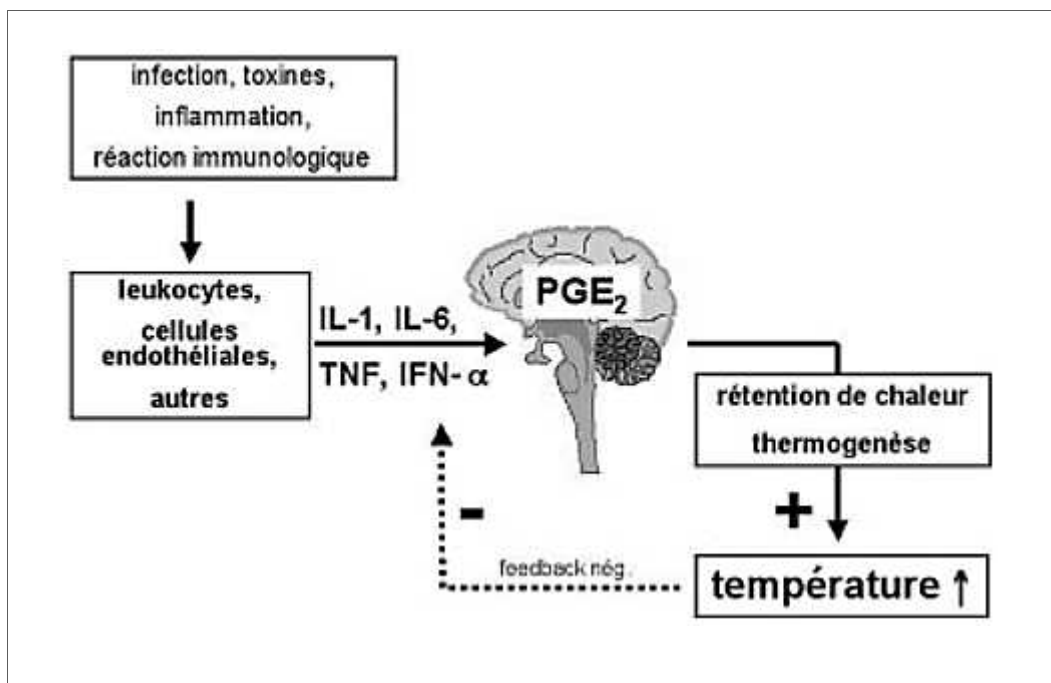 infection, toxines,
inflammation,
réaction immunologique
leukocytes,
cellules
endothéliales,
autres
IL-1, IL-6,
TNF, IFN- α
PGE₂
rétention de chaleur
thermogenèse
+
-
feedback nég.
température ↑